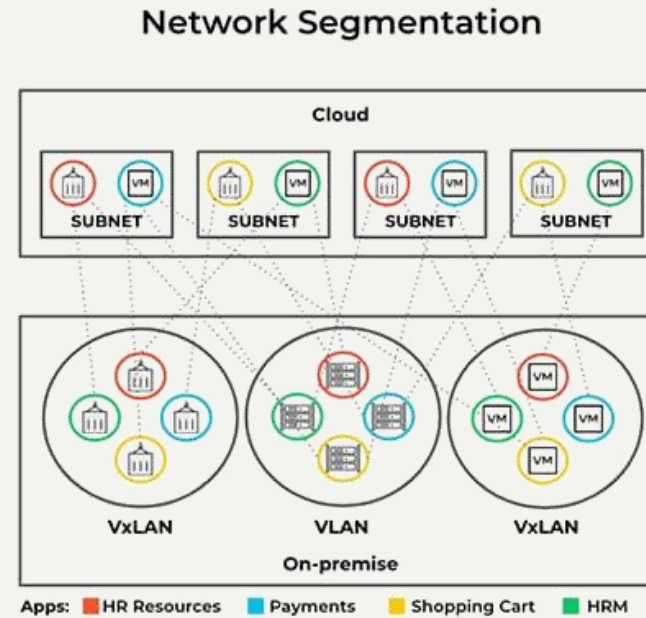 Network Segmentation
Cloud
VM VM VM VM
SUBNET SUBNET SUBNET SUBNET
VM
VM VM
VM
VxLAN VLAN VxLAN
On-premise
Apps: HR Resources Payments Shopping Cart HRM